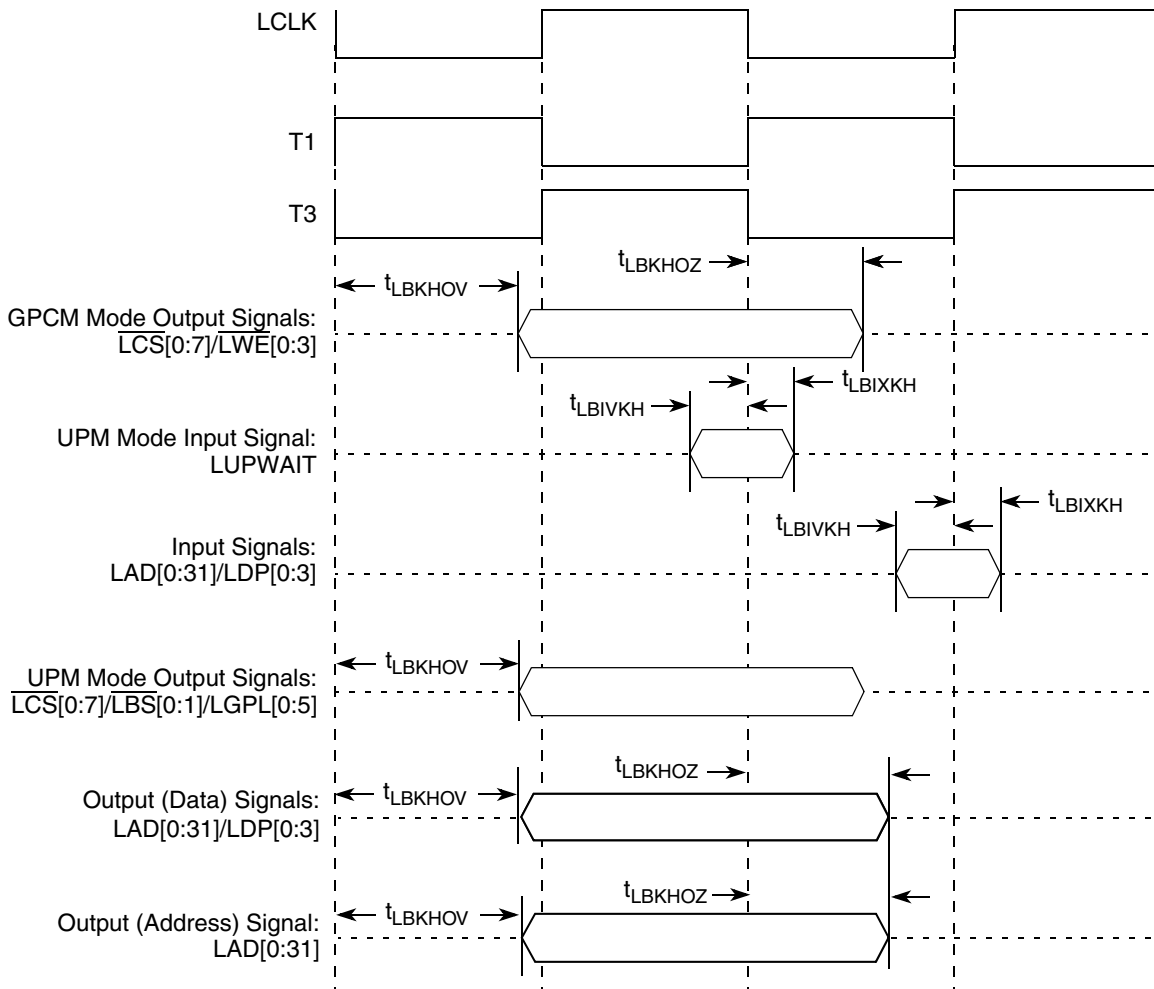 LCLK
T1
T3
tLBKHOZ
tLBKHOV
GPCM Mode Output Signals:
LCS[0:7]/LWE[0:3]
tLBIXKH
tLBIVKH
UPM Mode Input Signal:
LUPWAIT
tLBIXKH
tLBIVKH
Input Signals:
LAD[0:31]/LDP[0:3]
tLBKHOV
UPM Mode Output Signals:
LCS[0:7]/LBS[0:1]/LGPL[0:5]
tLBKHOZ
tLBKHOV
Output (Data) Signals:
LAD[0:31]/LDP[0:3]
tLBKHOZ
tLBKHOV
Output (Address) Signal:
LAD[0:31]